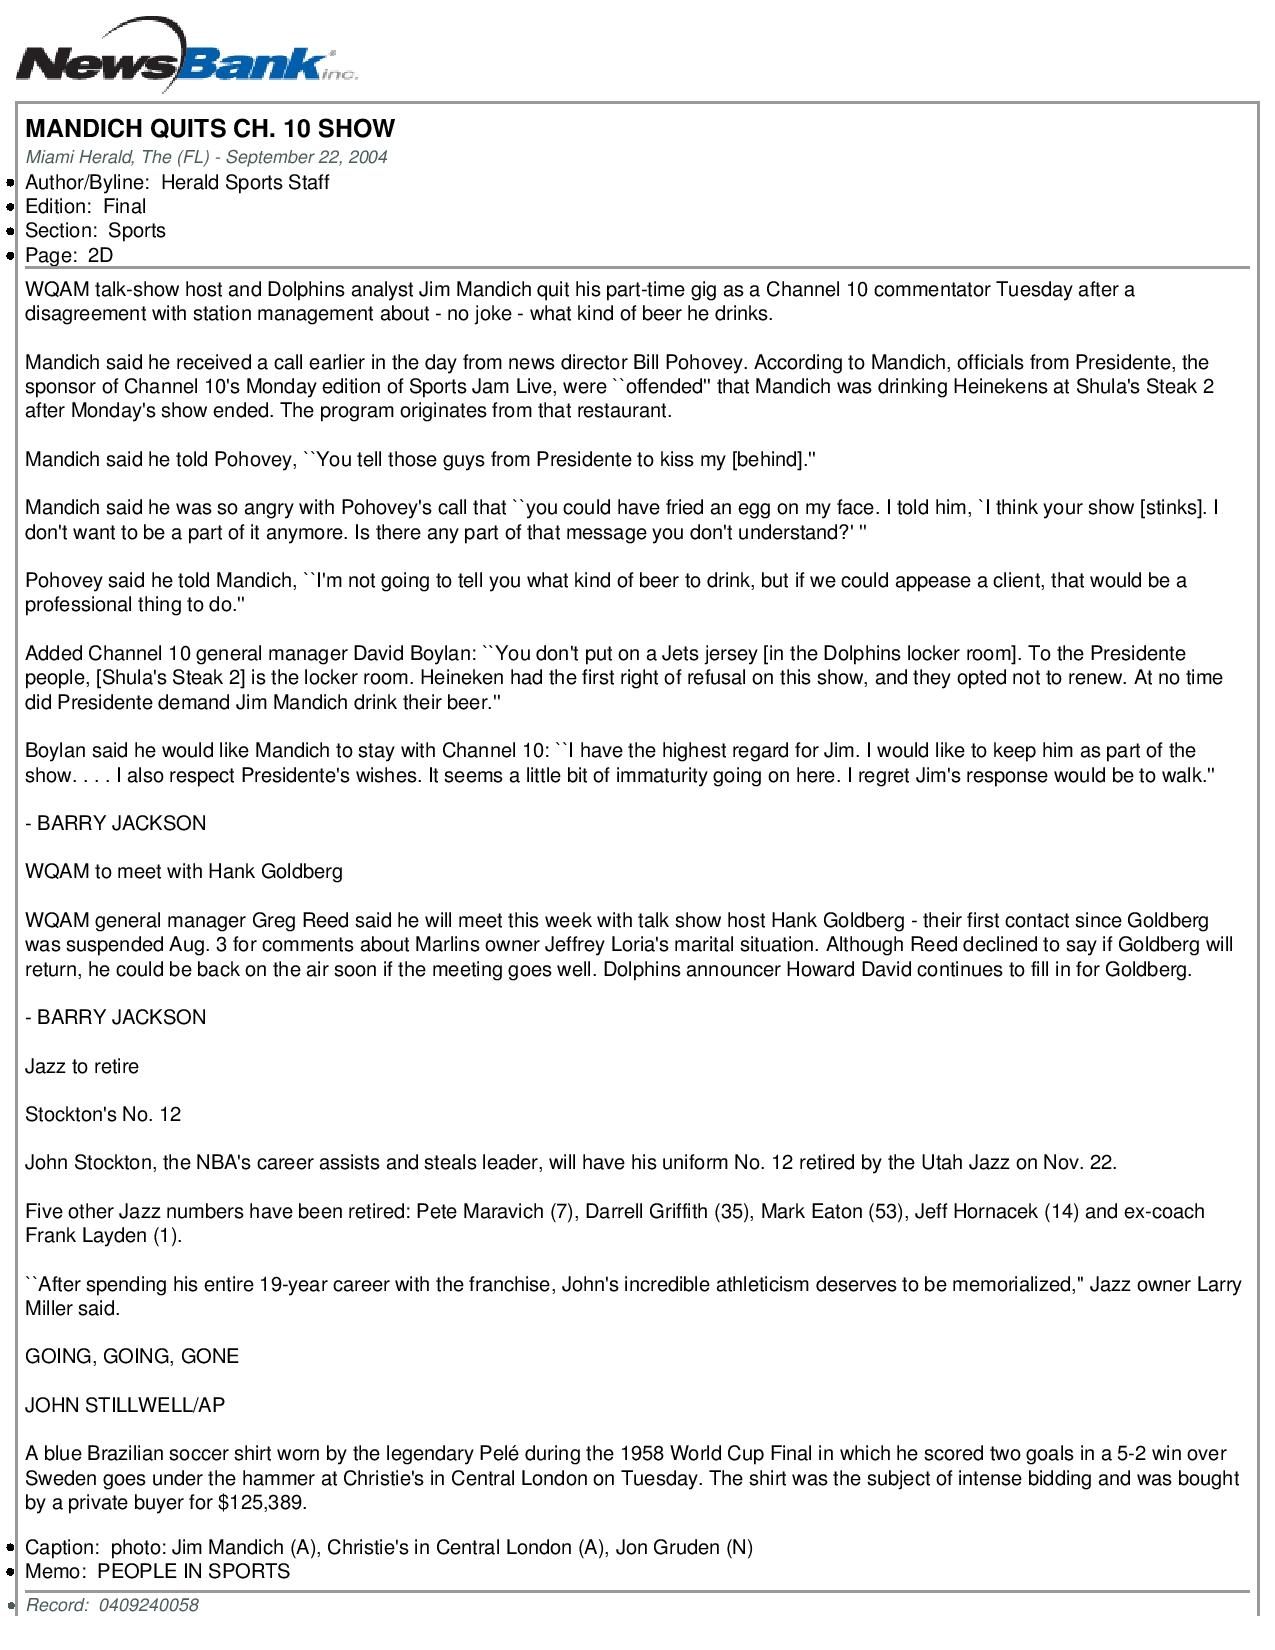 NewsBank inc.
MANDICH QUITS CH. 10 SHOW
Miami Herald, The (FL) - September 22, 2004
Author/Byline: Herald Sports Staff
Edition: Final
Section: Sports
Page: 2D
WQAM talk-show host and Dolphins analyst Jim Mandich quit his part-time gig as a Channel 10 commentator Tuesday after a
disagreement with station management about - no joke - what kind of beer he drinks.
Mandich said he received a call earlier in the day from news director Bill Pohovey. According to Mandich, officials from Presidente, the
sponsor of Channel 10's Monday edition of Sports Jam Live, were ``offended'' that Mandich was drinking Heinekens at Shula's Steak 2
after Monday's show ended. The program originates from that restaurant.
Mandich said he told Pohovey, ``You tell those guys from Presidente to kiss my [behind].''
Mandich said he was so angry with Pohovey's call that ``you could have fried an egg on my face. I told him, `I think your show [stinks]. I
don't want to be a part of it anymore. Is there any part of that message you don't understand?' ''
Pohovey said he told Mandich, ``I'm not going to tell you what kind of beer to drink, but if we could appease a client, that would be a
professional thing to do.''
Added Channel 10 general manager David Boylan: ``You don't put on a Jets jersey [in the Dolphins locker room]. To the Presidente
people, [Shula's Steak 2] is the locker room. Heineken had the first right of refusal on this show, and they opted not to renew. At no time
did Presidente demand Jim Mandich drink their beer.''
Boylan said he would like Mandich to stay with Channel 10: ``I have the highest regard for Jim. I would like to keep him as part of the
show. . . . I also respect Presidente's wishes. It seems a little bit of immaturity going on here. I regret Jim's response would be to walk.''
- BARRY JACKSON
WQAM to meet with Hank Goldberg
WQAM general manager Greg Reed said he will meet this week with talk show host Hank Goldberg - their first contact since Goldberg
was suspended Aug. 3 for comments about Marlins owner Jeffrey Loria's marital situation. Although Reed declined to say if Goldberg will
return, he could be back on the air soon if the meeting goes well. Dolphins announcer Howard David continues to fill in for Goldberg.
- BARRY JACKSON
Jazz to retire
Stockton's No. 12
John Stockton, the NBA's career assists and steals leader, will have his uniform No. 12 retired by the Utah Jazz on Nov. 22.
Five other Jazz numbers have been retired: Pete Maravich (7), Darrell Griffith (35), Mark Eaton (53), Jeff Hornacek (14) and ex-coach
Frank Layden (1).
``After spending his entire 19-year career with the franchise, John's incredible athleticism deserves to be memorialized," Jazz owner Larry
Miller said.
GOING, GOING, GONE
JOHN STILLWELL/AP
A blue Brazilian soccer shirt worn by the legendary Pelé during the 1958 World Cup Final in which he scored two goals in a 5-2 win over
Sweden goes under the hammer at Christie's in Central London on Tuesday. The shirt was the subject of intense bidding and was bought
by a private buyer for $125,389.
Caption: photo: Jim Mandich (A), Christie's in Central London (A), Jon Gruden (N)
Memo: PEOPLE IN SPORTS
Record: 0409240058